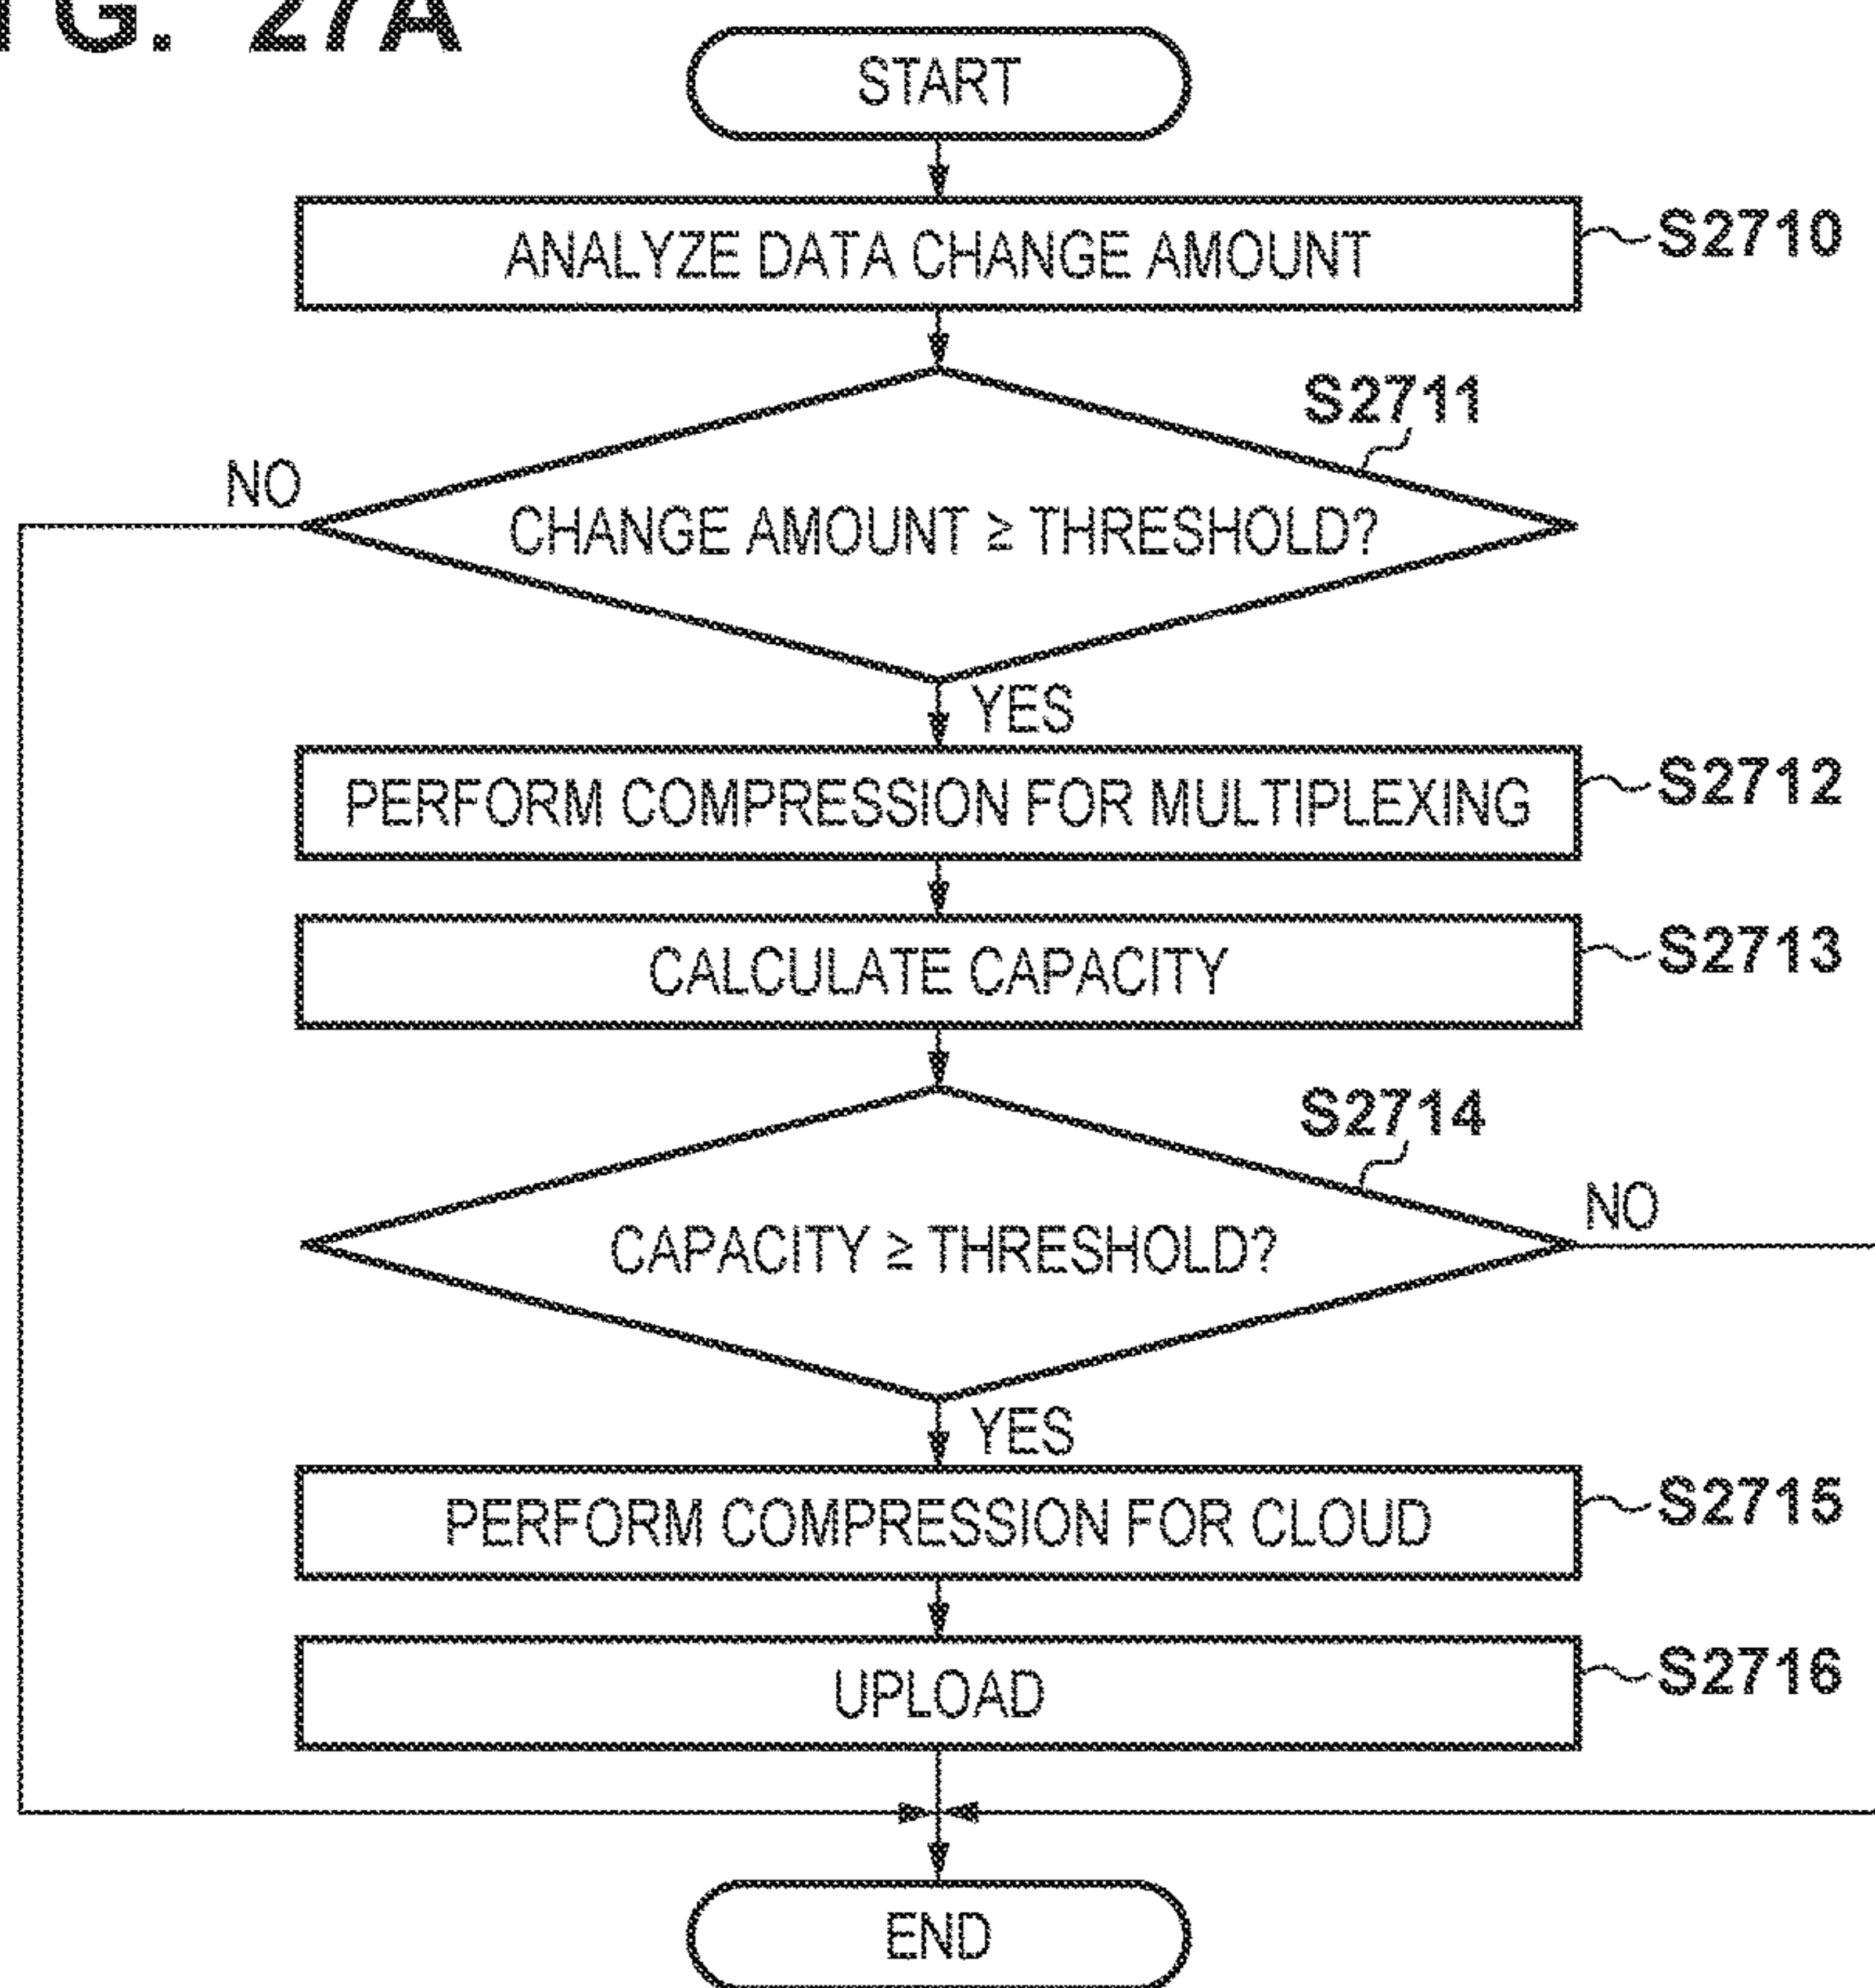 FIG. 27A
START
ANALYZE DATA CHANGE AMOUNT
S2710
S2711
NO
CHANGE AMOUNT ≧ THRESHOLD?
YES
PERFORM COMPRESSION FOR MULTIPLEXING
S2712
CALCULATE CAPACITY
S2713
S2714
NO
CAPACITY ≧ THRESHOLD?
YES
PERFORM COMPRESSION FOR CLOUD
S2715
UPLOAD
S2716
END